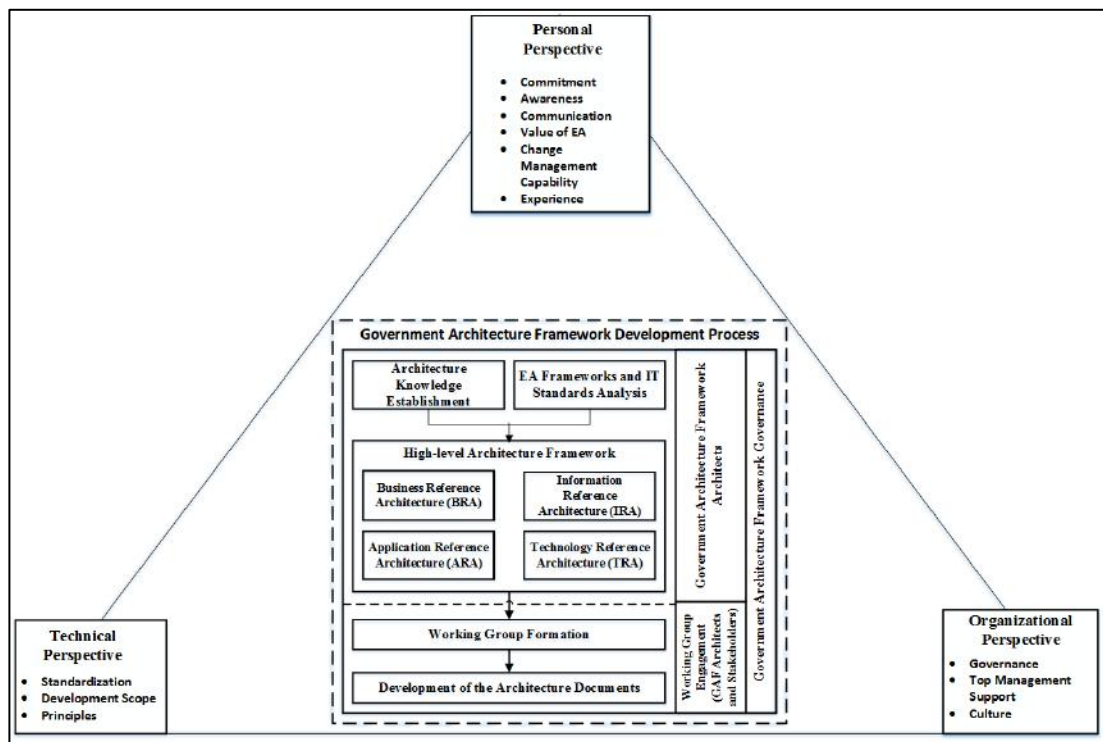 Personal
Perspective
• Commitment
• Awareness
• Communication
• Value of EA
• Change
Management
Capability
• Experience
Government Architecture Framework Development Process
Architecture
Knowledge
Establishment
EA Frameworks and IT
Standards Analysis
High-level Architecture Framework
Business Reference
Architecture (BRA)
Information
Reference
Architecture (IRA)
Application Reference
Architecture (ARA)
Technology Reference
Architecture (TRA)
Working Group Formation
Development of the Architecture Documents
Government Architecture Framework
Architects
Working Group
Engagement
(GAF Architects
and Stakeholders)
Government Architecture Framework Governance
Technical
Perspective
• Standardization
• Development Scope
• Principles
Organizational
Perspective
• Governance
• Top Management
Support
• Culture